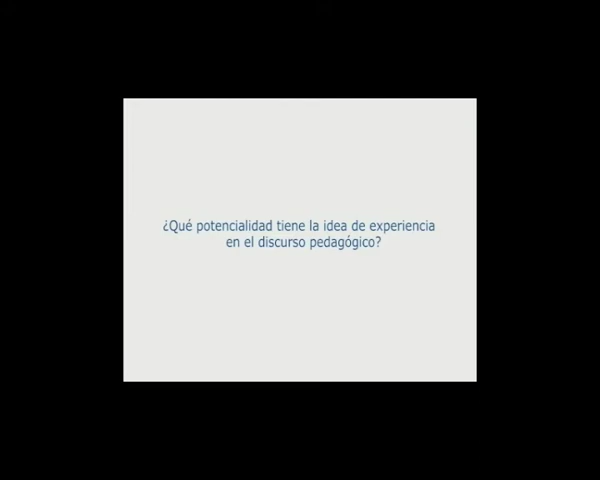 ¿Qué potencialidad tiene la idea de experiencia
en el discurso pedagógico?